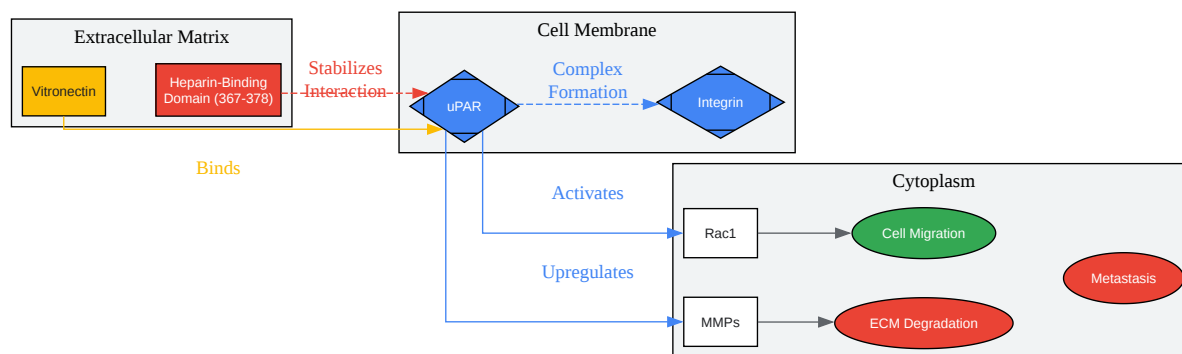 Extracellular Matrix
Vitronectin
Heparin-Binding
Domain (367-378)
Stabilizes
Interaction
Binds
Cell Membrane
uPAR
Complex
Formation
Integrin
Activates
Upregulates
Cytoplasm
Rac1
Cell Migration
Metastasis
MMPs
ECM Degradation